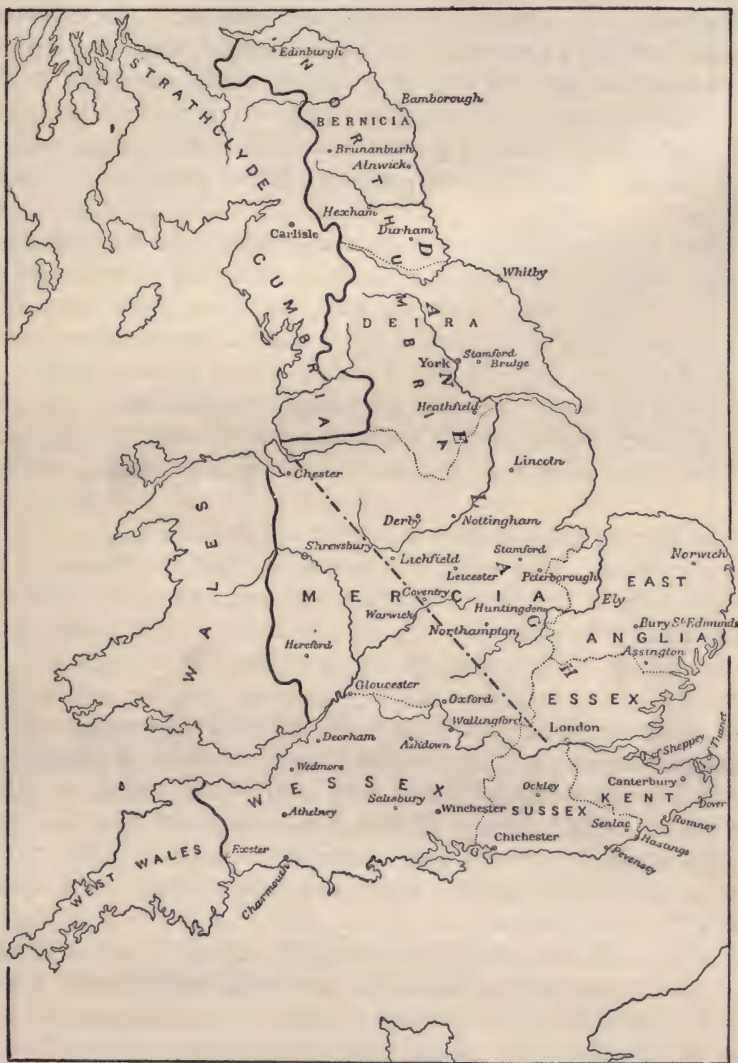 Edinburgh
STRATHCLYDE
NORTHUMBRIA
Bamborough
BERNICIA
Brunanburh
Alnwick
Hexham
Durham
Carlisle
CUMBRIA
DANELAGH
Whitby
DEIRA
York
Stamford
Bridge
Heathfield
Lincoln
Chester
Derby
Nottingham
WALES
Shrewsbury
Lichfield
Stamford
Norwich
Leicester
Peterborough
EAST
MERCIA
Coventry
Ely
Huntingdon
Warwick
Northampton
Bury St. Edmunds
ANGLIA
Assington
Hereford
Gloucester
Oxford
ESSEX
Wallingford
London
Deorham
Ashdown
I. of Sheppey
Thanet
Wedmore
Canterbury
WESSEX
Ockley
KENT
Dover
Athelney
Salisbury
Winchester
SUSSEX
Senlac
Romney
Hastings
Chichester
Pevensey
WEST WALES
Exeter
Charmouth